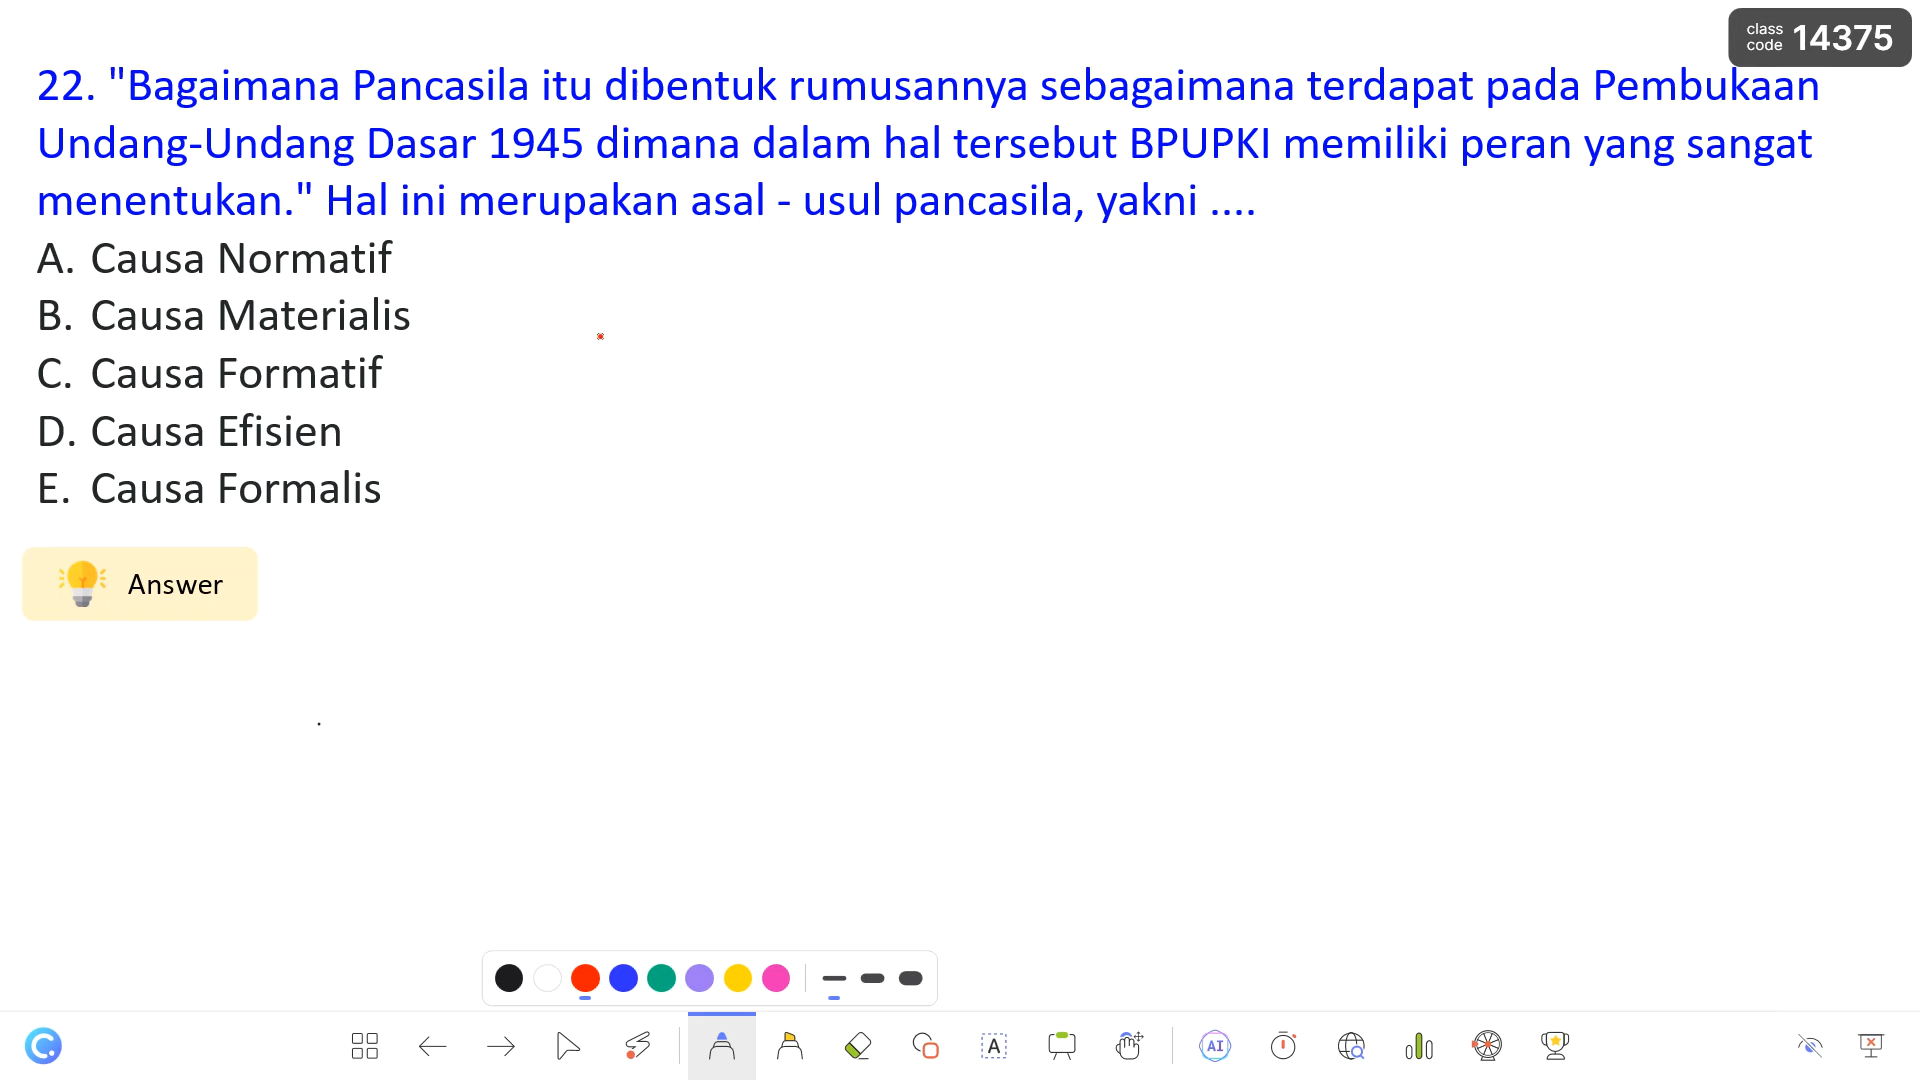 class
code 14375
22. "Bagaimana Pancasila itu dibentuk rumusannya sebagaimana terdapat pada Pembukaan
Undang-Undang Dasar 1945 dimana dalam hal tersebut BPUPKI memiliki peran yang sangat
menentukan." Hal ini merupakan asal - usul pancasila, yakni ....
A. Causa Normatif
B. Causa Materialis
C. Causa Formatif
D. Causa Efisien
E. Causa Formalis
Answer
A
AI